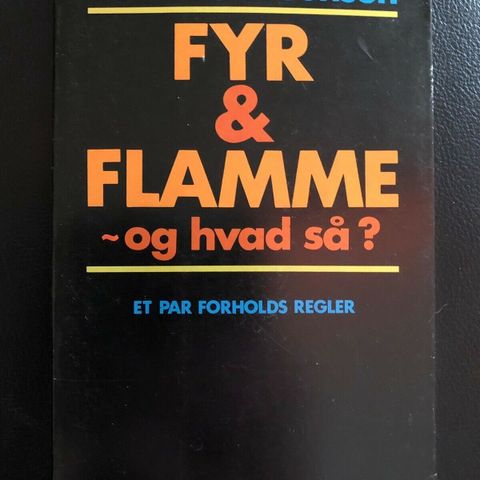 FYR
&
FLAMME
~og hvad så?
ET PAR FORHOLDS REGLER